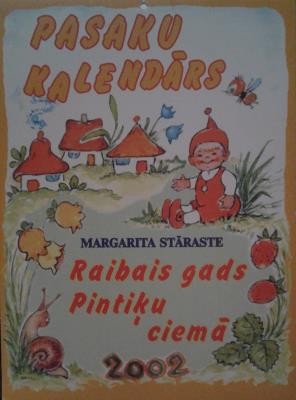 PASAKU
KALENDĀRS
MARGARITA STĀRASTE
Raibais gads
Pintiķu
ciemā
2002